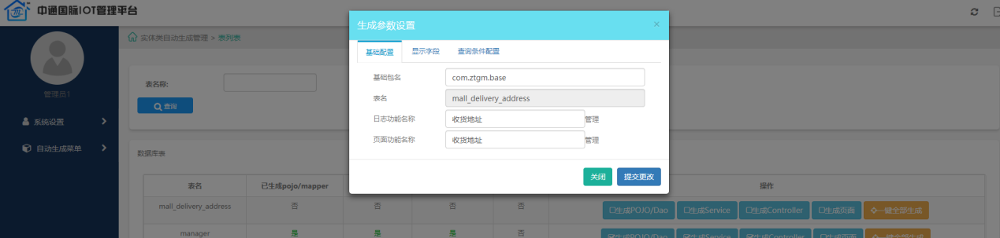 中通国脉IOT管理平台
生成参数设置 ×
实体类自动生成管理 > 表列表
基础配置 显示字段 查询条件配置
基础包名 com.ztgm.base
表名称:
表名 mall_delivery_address
管理员1
查询
日志功能名称 收货地址 管理
系统设置
页面功能名称 收货地址 管理
自动生成菜单
数据库表
关闭 提交更改
表名 已生成pojo/mapper 操作
mall_delivery_address 否 否 否 否 生成POJO/Dao 生成Service 生成Controller 生成页面 一键全部生成
manager 是 是 是 否 生成POJO/Dao 生成Service 生成Controller 生成页面 一键全部生成